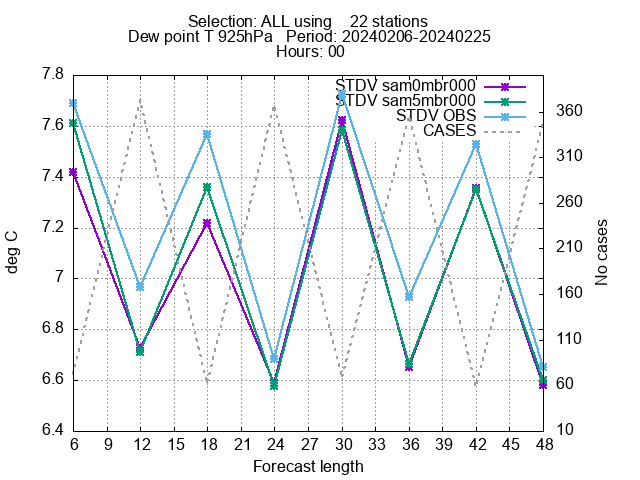 Selection: ALL using 22 stations
Dew point T 925hPa Period: 20240206-20240225
Hours: 00
STDV sam0mbr000
STDV sam5mbr000
STDV OBS
CASES
7.8
7.6
7.4
7.2
7
6.8
6.6
6.4
360
310
260
210
160
110
60
10
deg C
No cases
6 9 12 15 18 21 24 27 30 33 36 39 42 45 48
Forecast length